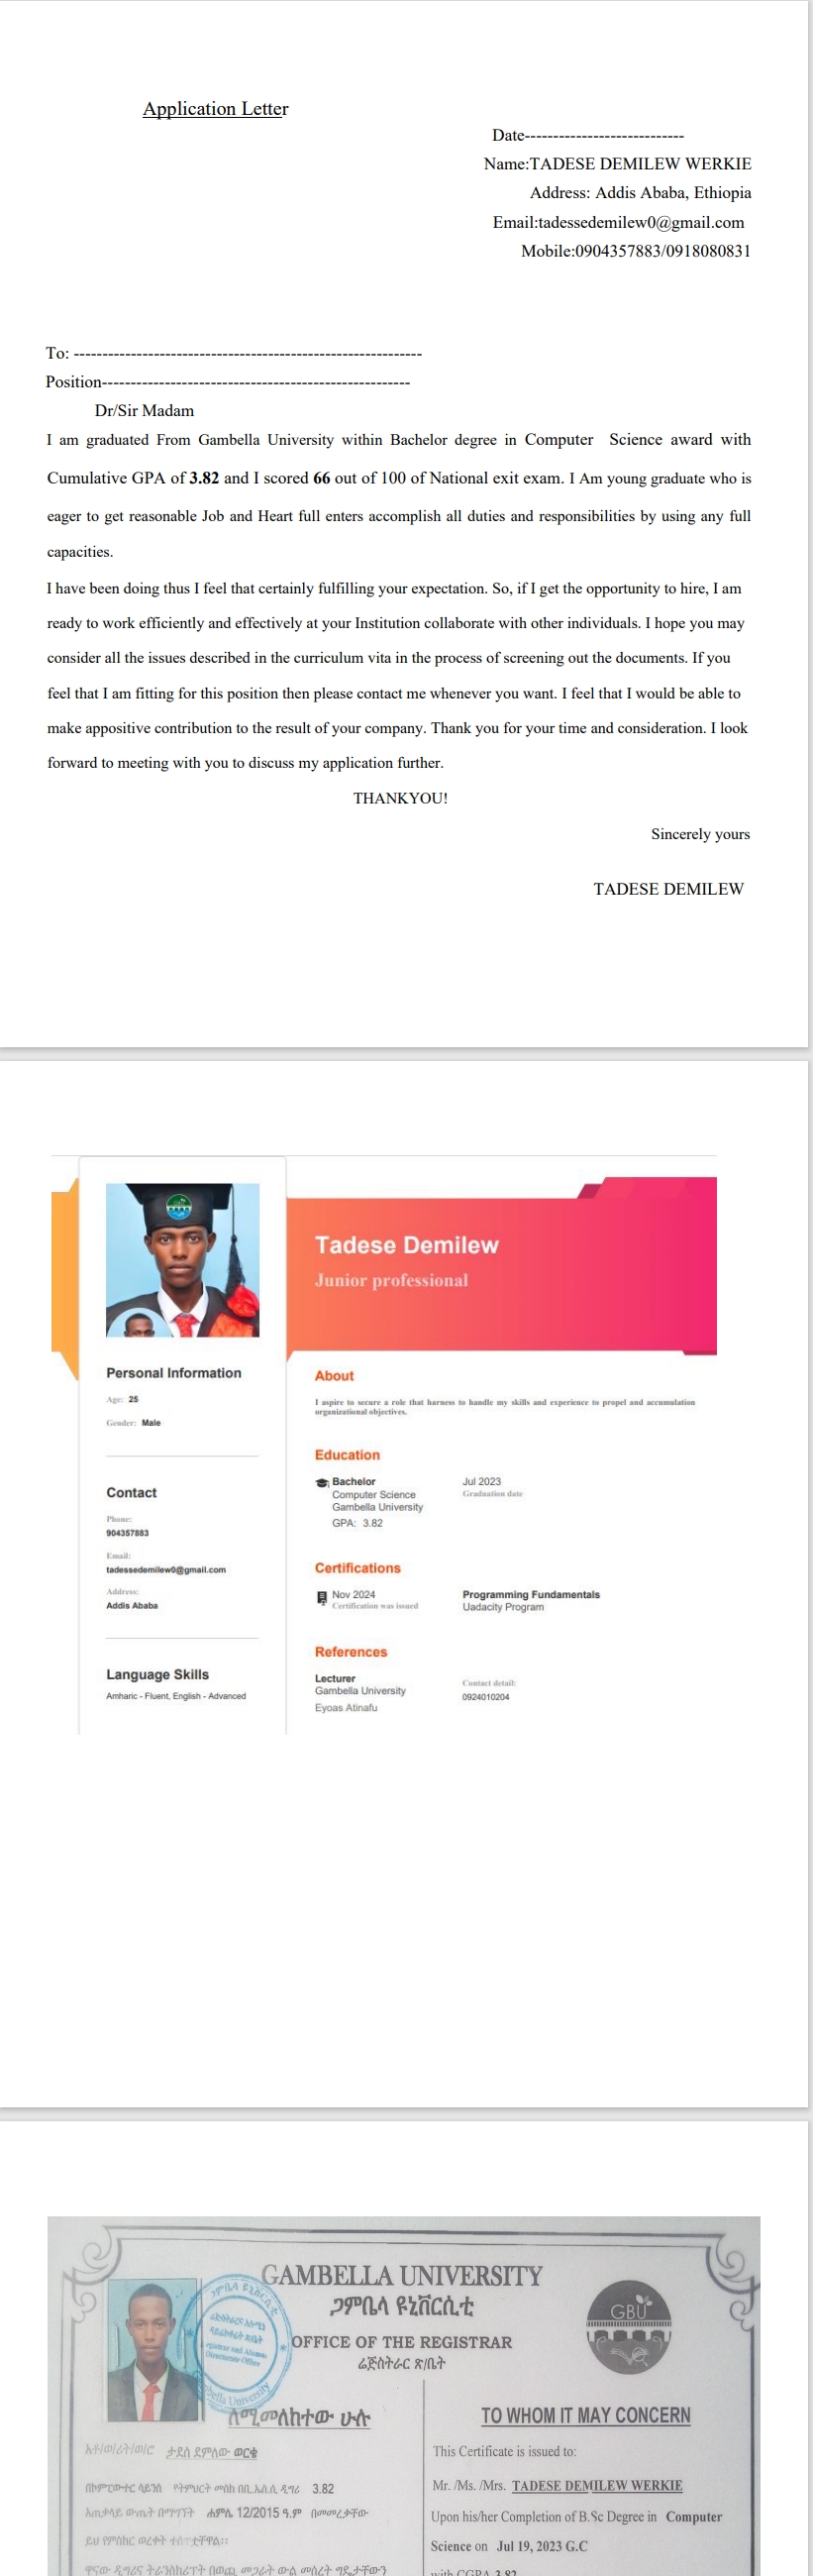 Application Letter
Date----------------------------
Name:TADESE DEMILEW WERKIE
Address: Addis Ababa, Ethiopia
Email:tadessedemilew0@gmail.com
Mobile:0904357883/0918080831
To: -------------------------------------------------------------
Position------------------------------------------------------
Dr/Sir Madam
I am graduated From Gambella University within Bachelor degree in Computer Science award with
Cumulative GPA of 3.82 and I scored 66 out of 100 of National exit exam. I Am young graduate who is
eager to get reasonable Job and Heart full enters accomplish all duties and responsibilities by using any full
capacities.
I have been doing thus I feel that certainly fulfilling your expectation. So, if I get the opportunity to hire, I am
ready to work efficiently and effectively at your Institution collaborate with other individuals. I hope you may
consider all the issues described in the curriculum vita in the process of screening out the documents. If you
feel that I am fitting for this position then please contact me whenever you want. I feel that I would be able to
make appositive contribution to the result of your company. Thank you for your time and consideration. I look
forward to meeting with you to discuss my application further.
THANKYOU!
Sincerely yours
TADESE DEMILEW
Tadese Demilew
Junior professional
Personal Information
Age: 25
Gender: Male
Contact
Phone:
904357883
Email:
tadessedemilew0@gmail.com
Address:
Addis Ababa
Language Skills
Amharic - Fluent, English - Advanced
About
I aspire to secure a role that harness to handle my skills and experience to propel and accumulation
organizational objectives.
Education
Bachelor
Computer Science
Gambella University
GPA: 3.82
Jul 2023
Graduation date
Certifications
Nov 2024
Certification was issued
Programming Fundamentals
Uadacity Program
References
Lecturer
Gambella University
Eyoas Atinafu
Contact detail:
0924010204
GAMBELLA UNIVERSITY
ጋምቤላ ዩኒቨርሲቲ
OFFICE OF THE REGISTRAR
ሬጅስትራር ጽ/ቤት
GBU
ለሚመለከተው ሁሉ
አቶ/ወ/ሪት/ወ/ሮ ታደሰ ደምለው ወርቄ
በኮምፒውተር ሳይንስ የትምህርት መስክ በቢ.ኤ.ሲ.ሲ ዲግሪ 3.82
አጠቃላይ ውጤት በማግኘት ሐምሌ 12/2015 ዓ.ም በመመረቃቸው
ይህ የምስክር ወረቀት ተሰጥቷቸዋል፡፡
TO WHOM IT MAY CONCERN
This Certificate is issued to:
Mr. /Ms. /Mrs. TADESE DEMILEW WERKIE
Upon his/her Completion of B.Sc Degree in Computer
Science on Jul 19, 2023 G.C
with CGPA 3.82